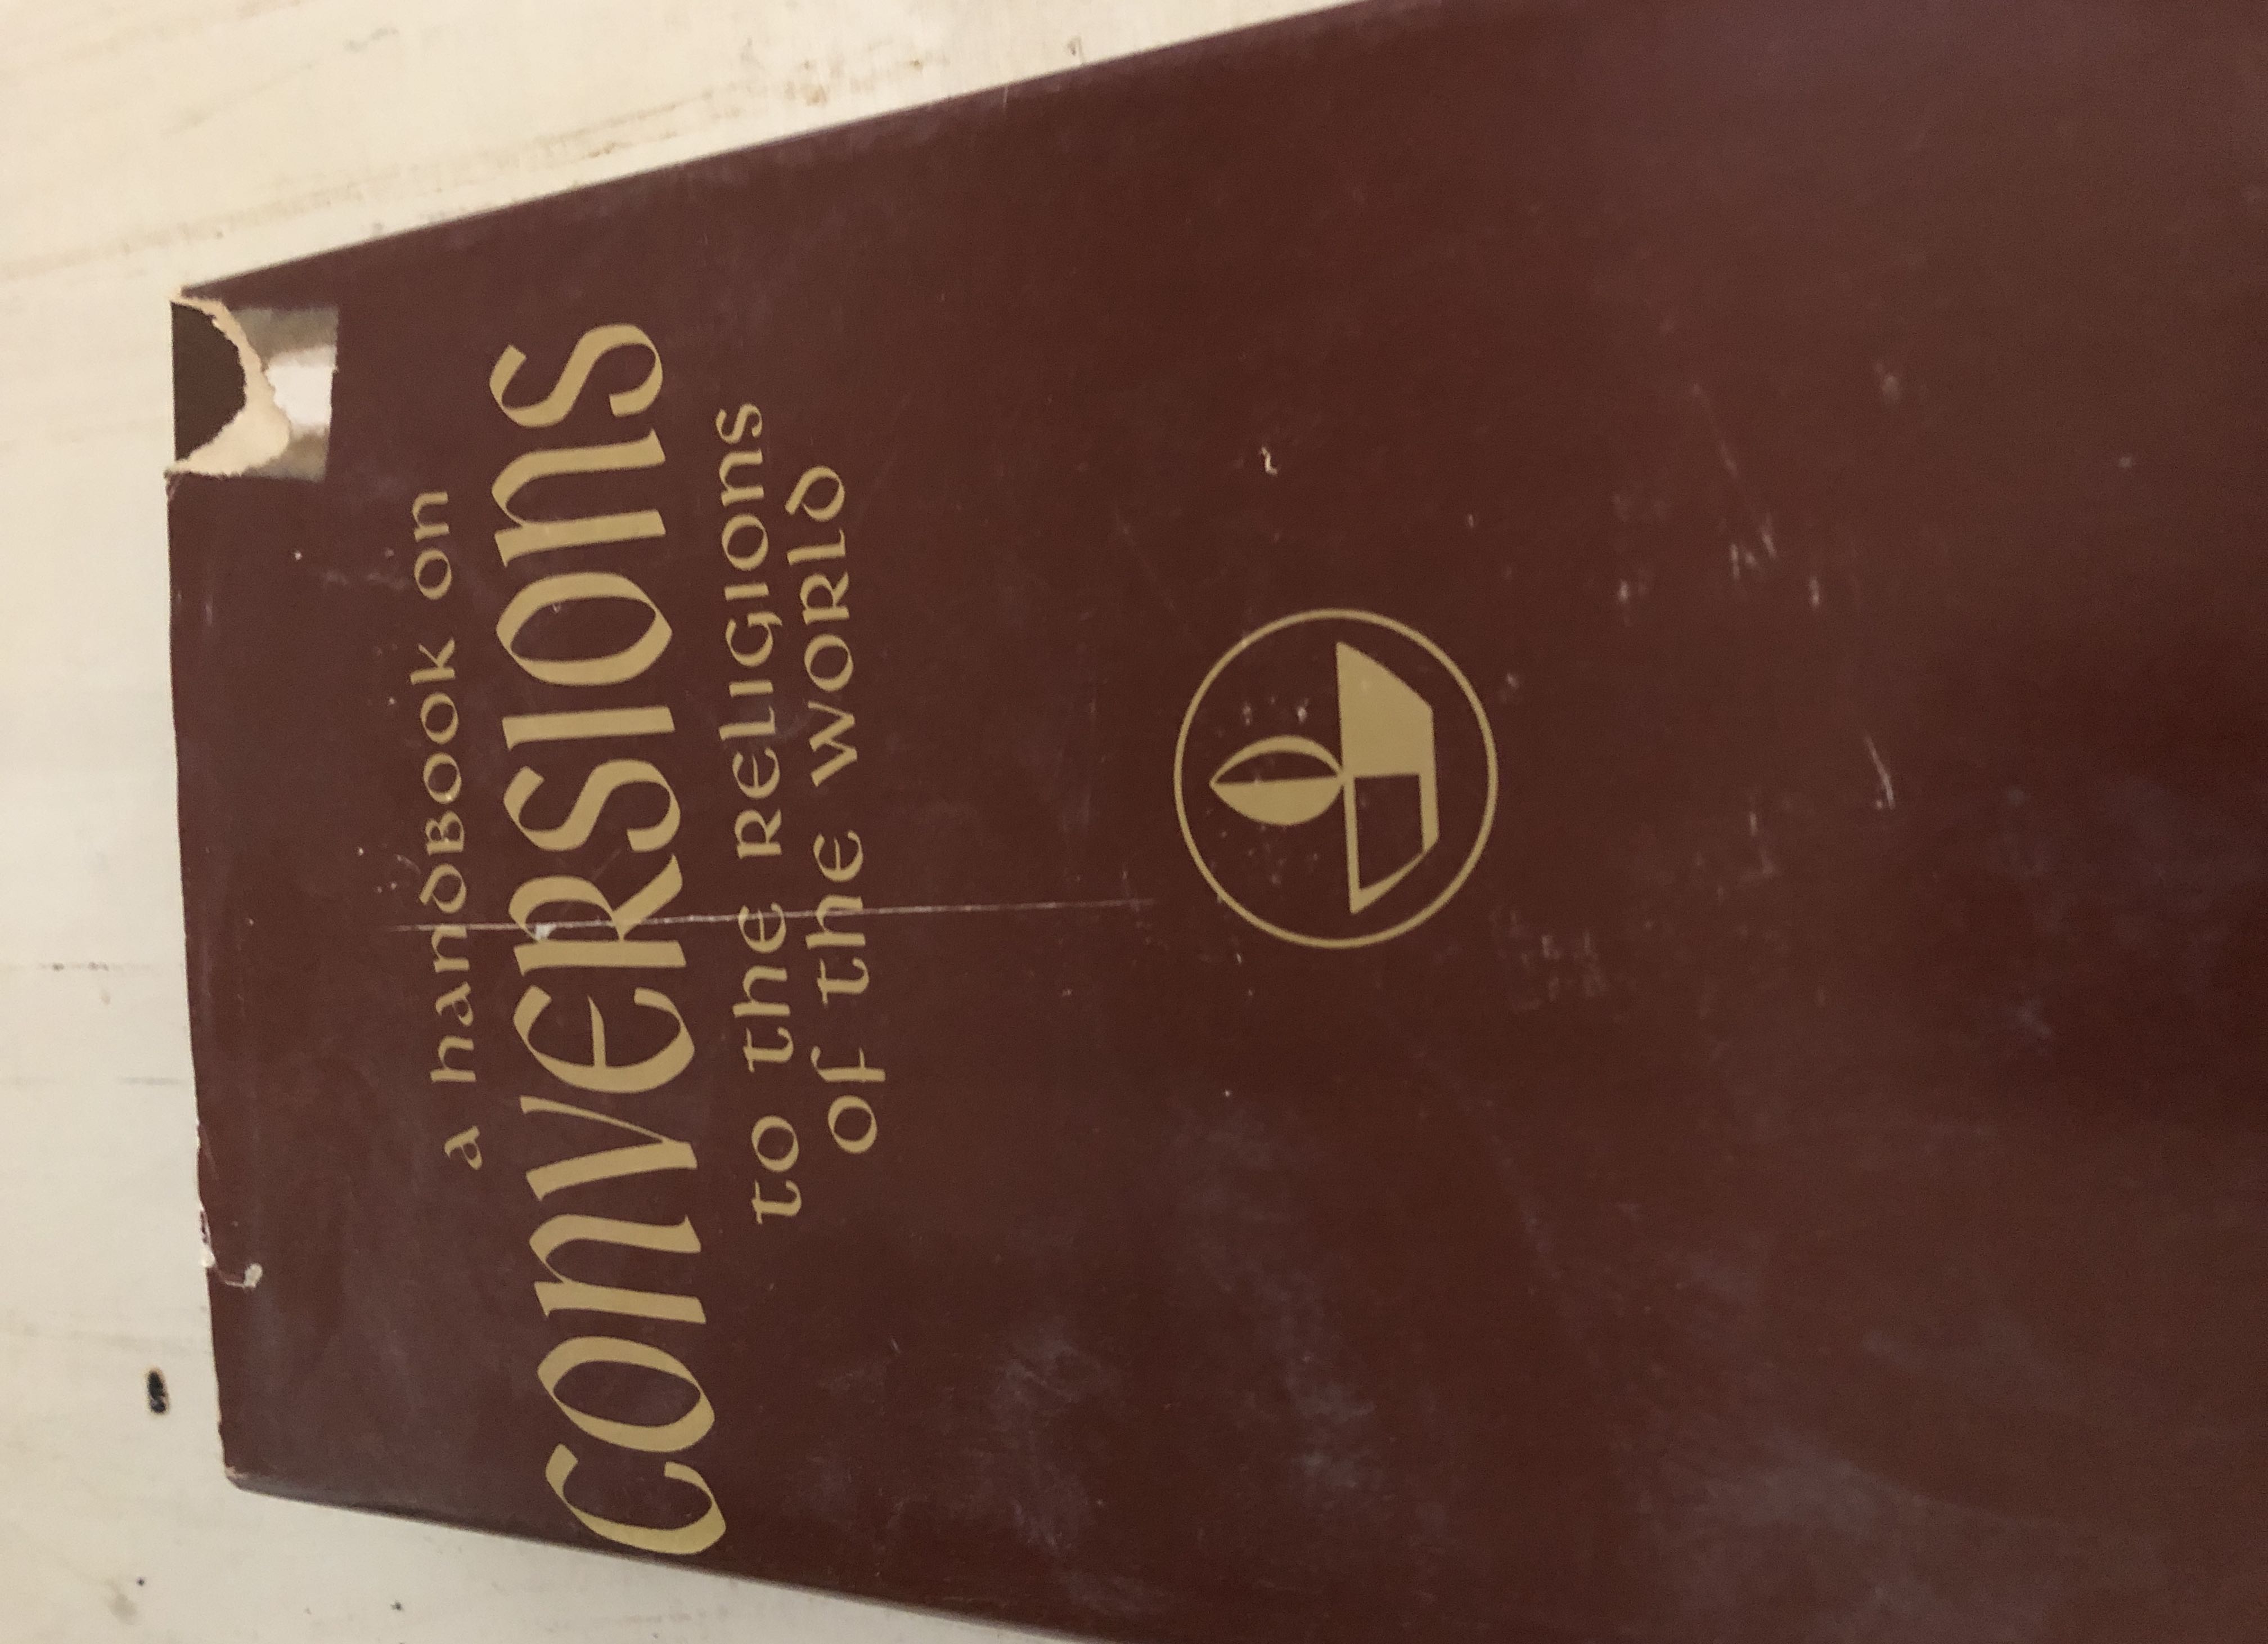 a handbook on
conversions
to the religions
of the world